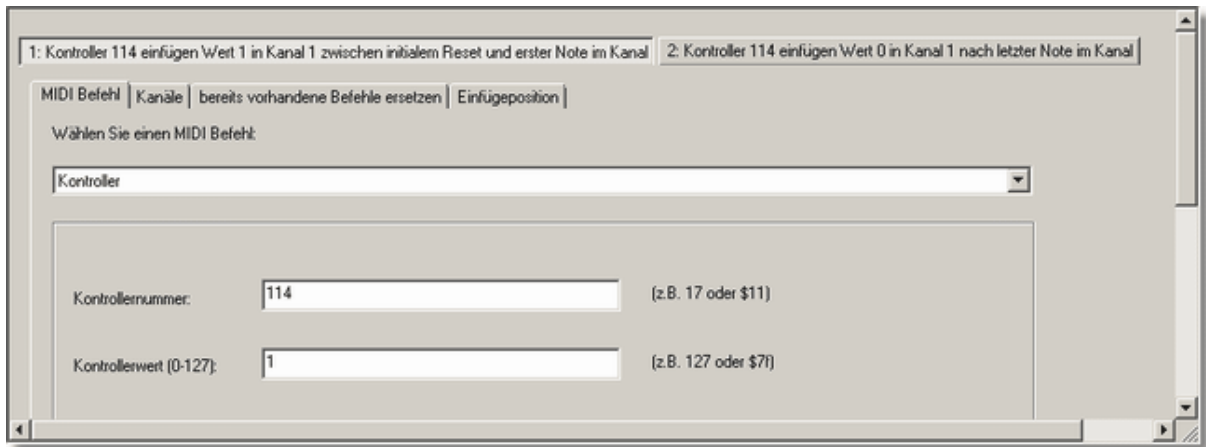 1: Kontroller 114 einfügen Wert 1 in Kanal 1 zwischen initialem Reset und erster Note im Kanal
2: Kontroller 114 einfügen Wert 0 in Kanal 1 nach letzter Note im Kanal
MIDI Befehl Kanäle bereits vorhandene Befehle ersetzen Einfügeposition
Wählen Sie einen MIDI Befehl:
Kontroller
Kontrollernummer: 114 (z.B. 17 oder $11)
Kontrollerwert (0-127): 1 (z.B. 127 oder $7f)